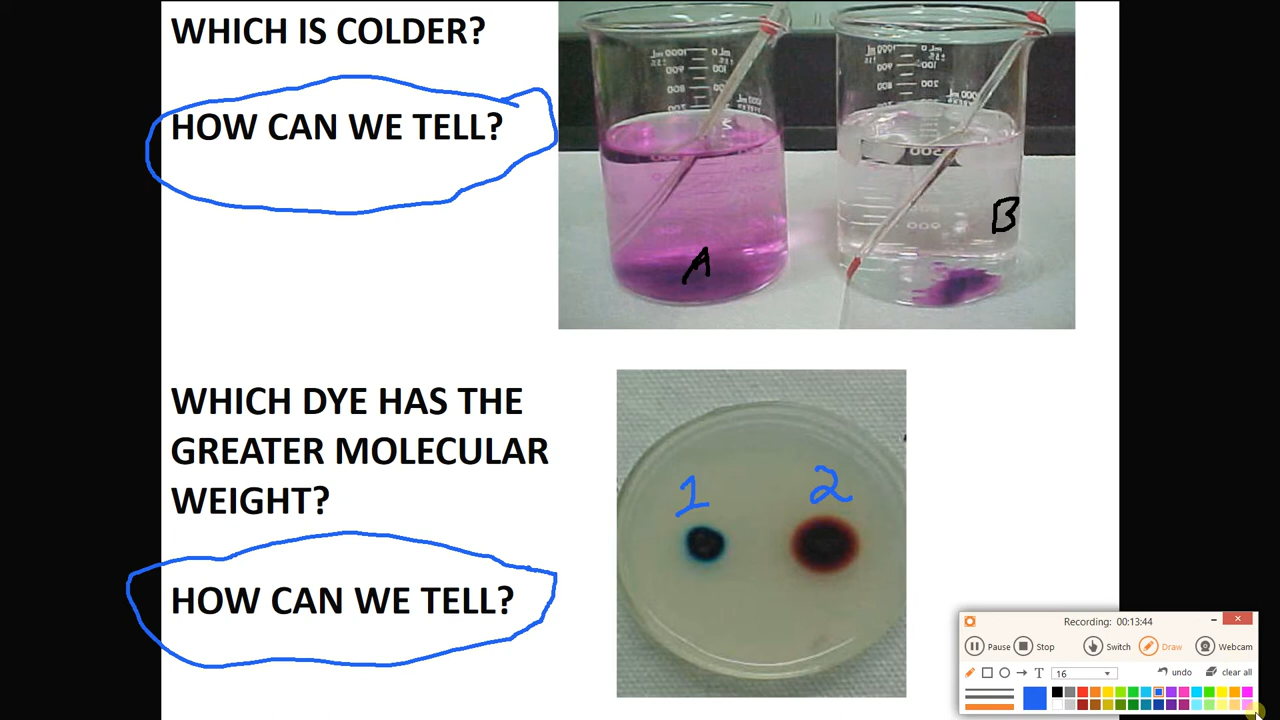 WHICH IS COLDER?
HOW CAN WE TELL?
A
B
WHICH DYE HAS THE
GREATER MOLECULAR
WEIGHT?
HOW CAN WE TELL?
1
2
Recording: 00:13:44
Pause Stop Switch Draw Webcam
T 16 undo clear all